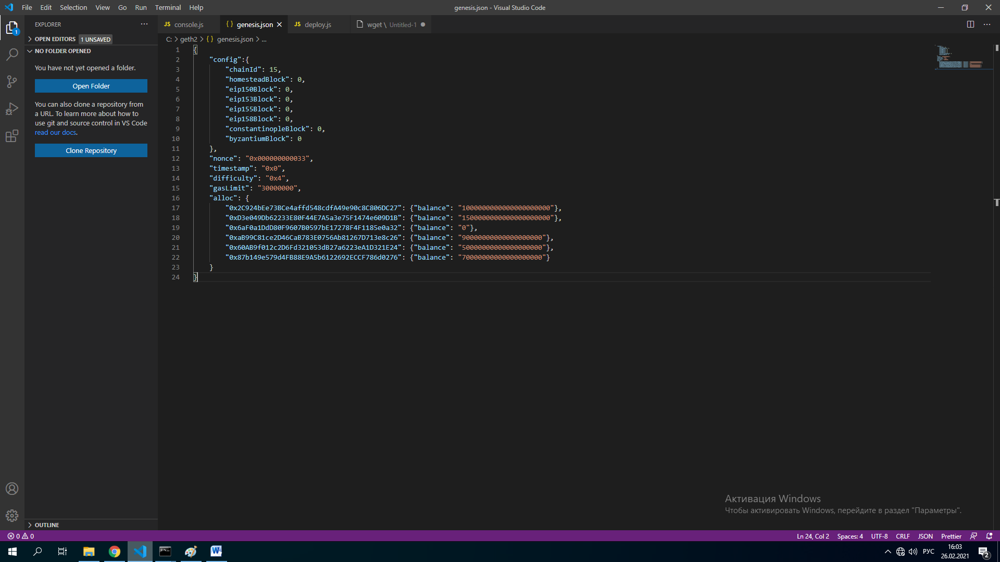 File Edit Selection View Go Run Terminal Help
genesis.json - Visual Studio Code
EXPLORER
OPEN EDITORS 1 UNSAVED
NO FOLDER OPENED
You have not yet opened a folder.
Open Folder
You can also clone a repository from
a URL. To learn more about how to
use git and source control in VS Code
read our docs.
Clone Repository
OUTLINE
JS console.js
{ } genesis.json
JS deploy.js
wget \ Untitled-1
C: > geth2 > { } genesis.json > ...
1 {
2 "config":{
3 "chainId": 15,
4 "homesteadBlock": 0,
5 "eip150Block": 0,
6 "eip153Block": 0,
7 "eip155Block": 0,
8 "eip158Block": 0,
9 "constantinopleBlock": 0,
10 "byzantiumBlock": 0
11 },
12 "nonce": "0x000000000033",
13 "timestamp": "0x0",
14 "difficulty": "0x4",
15 "gasLimit": "30000000",
16 "alloc": {
17 "0x2C924bEe73BCe4affd548cdfA49e90c8C806DC27": {"balance": "1000000000000000000000"},
18 "0xD3e049Db62233E80F44E7A5a3e75F1474e609D1B": {"balance": "1500000000000000000000"},
19 "0x6aF0a1DdD80F9607B0597bE17278F4F1185e0a32": {"balance": "0"},
20 "0xaB99C81ce2D46CaB783E0756Ab81267D713e8c26": {"balance": "90000000000000000000"},
21 "0x60AB9f012c2D6Fd321053dB27a6223eA1D321E24": {"balance": "50000000000000000000"},
22 "0x87b149e579d4FB88E9A5b6122692ECCF786d0276": {"balance": "70000000000000000000"}
23 }
24 }
Активация Windows
Чтобы активировать Windows, перейдите в раздел "Параметры".
0 0
Ln 24, Col 2 Spaces: 4 UTF-8 CRLF JSON Prettier
РУС
16:03
26.02.2021
2